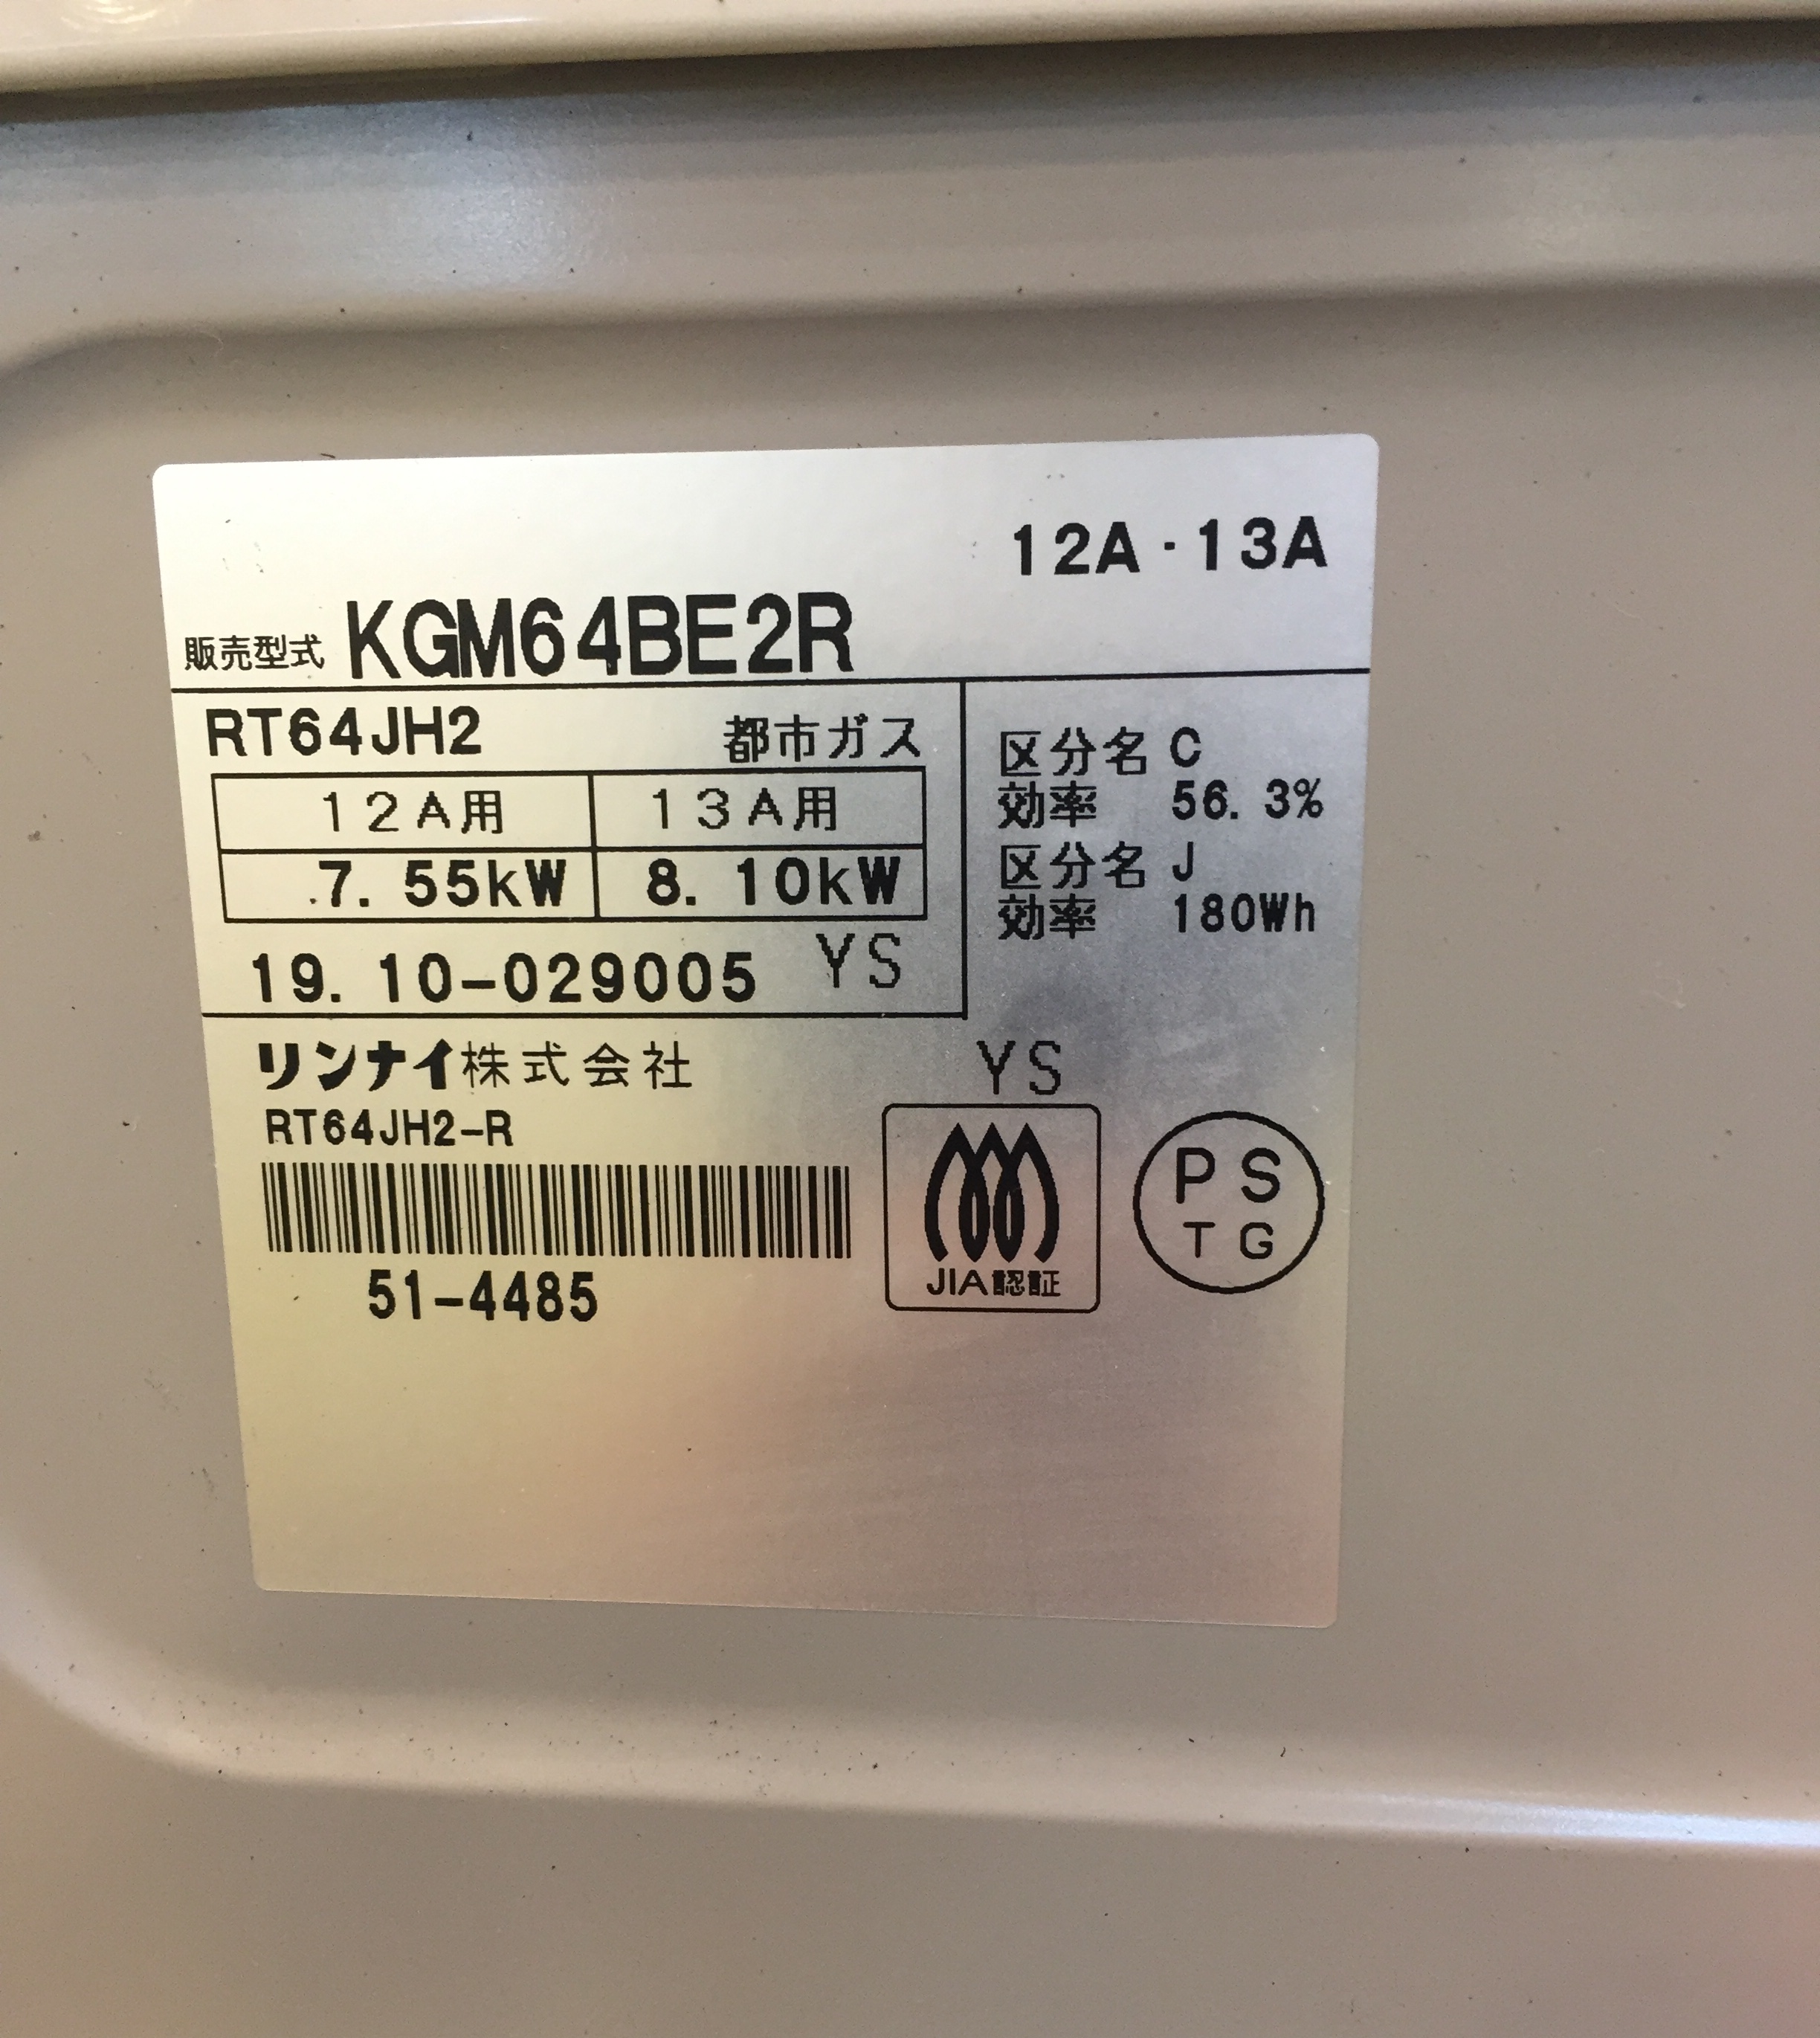 12A・13A
販売型式 KGM64BE2R
RT64JH2 都市ガス
12A用 13A用
7.55kW 8.10kW
19.10-029005 YS
区分名 C
効率 56.3%
区分名 J
効率 180Wh
リンナイ株式会社
RT64JH2-R
51-4485
YS
JIA認証
PS
TG